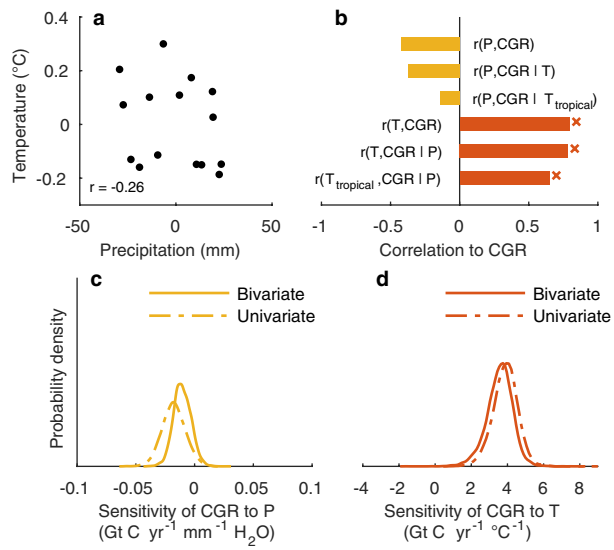 a
Temperature (°C)
0.4
0.2
0
-0.2
r = -0.26
-50
0
50
Precipitation (mm)
b
r(P,CGR)
r(P,CGR | T)
r(P,CGR | Ttropical)
r(T,CGR)
r(T,CGR | P)
r(Ttropical,CGR | P)
-1
-0.5
0
0.5
1
Correlation to CGR
c
Bivariate
Univariate
Probability density
-0.1
-0.05
0
0.05
0.1
Sensitivity of CGR to P
(Gt C yr-1 mm-1 H2O)
d
Bivariate
Univariate
-4
-2
0
2
4
6
8
Sensitivity of CGR to T
(Gt C yr-1 °C-1)